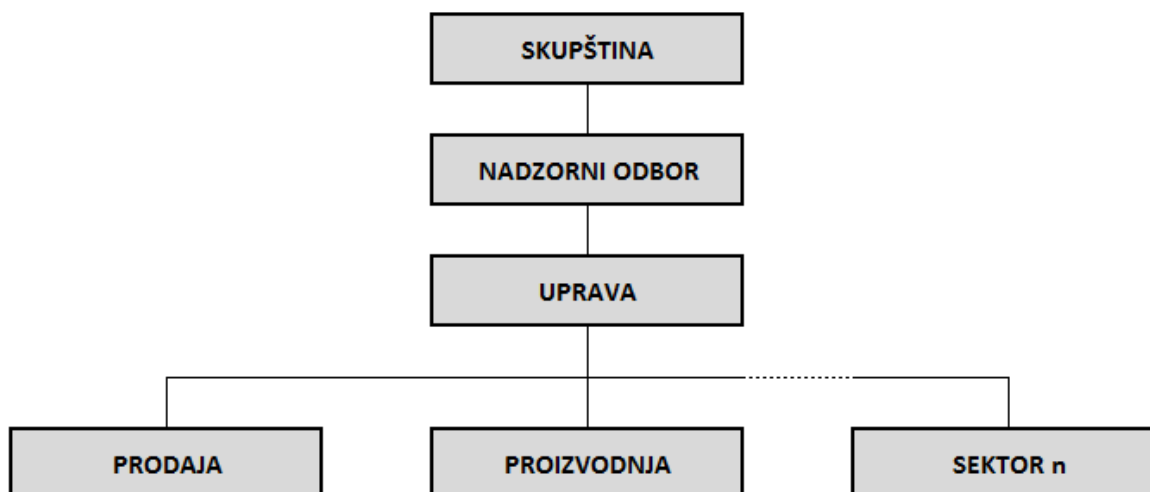 SKUPŠTINA
NADZORNI ODBOR
UPRAVA
PRODAJA
PROIZVODNJA
SEKTOR n